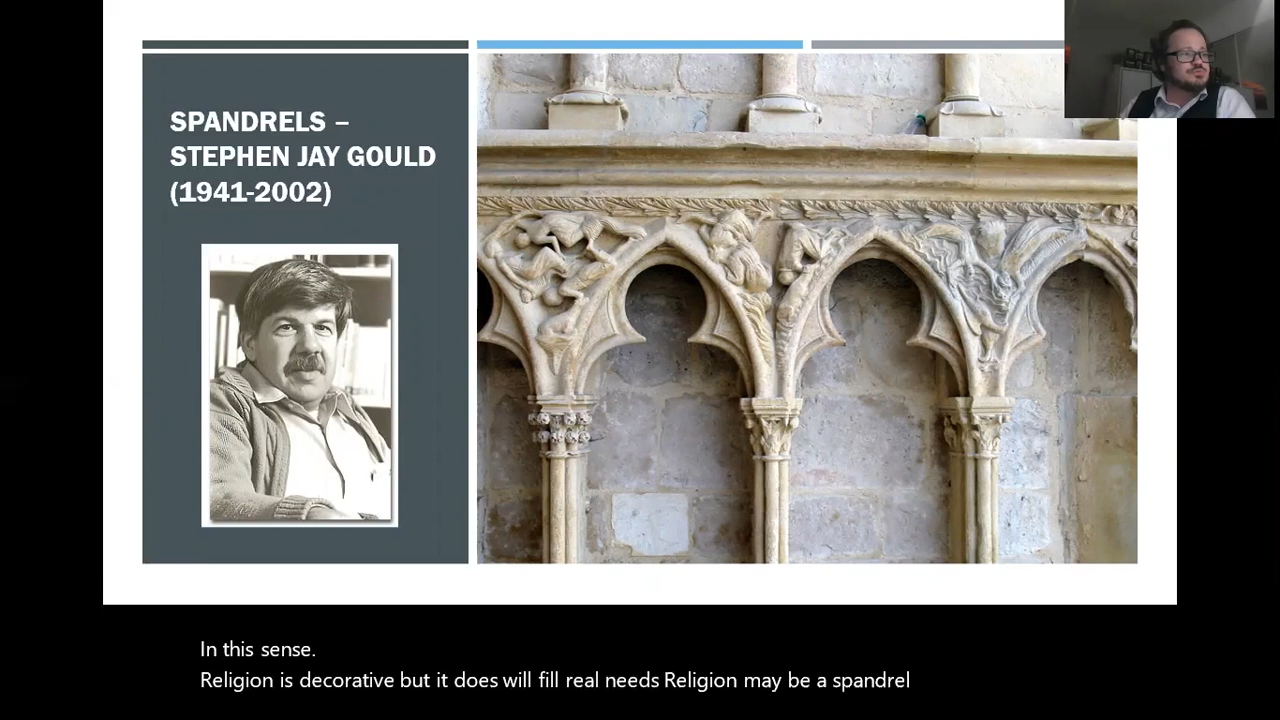 SPANDRELS –
STEPHEN JAY GOULD
(1941-2002)
In this sense.
Religion is decorative but it does will fill real needs Religion may be a spandrel